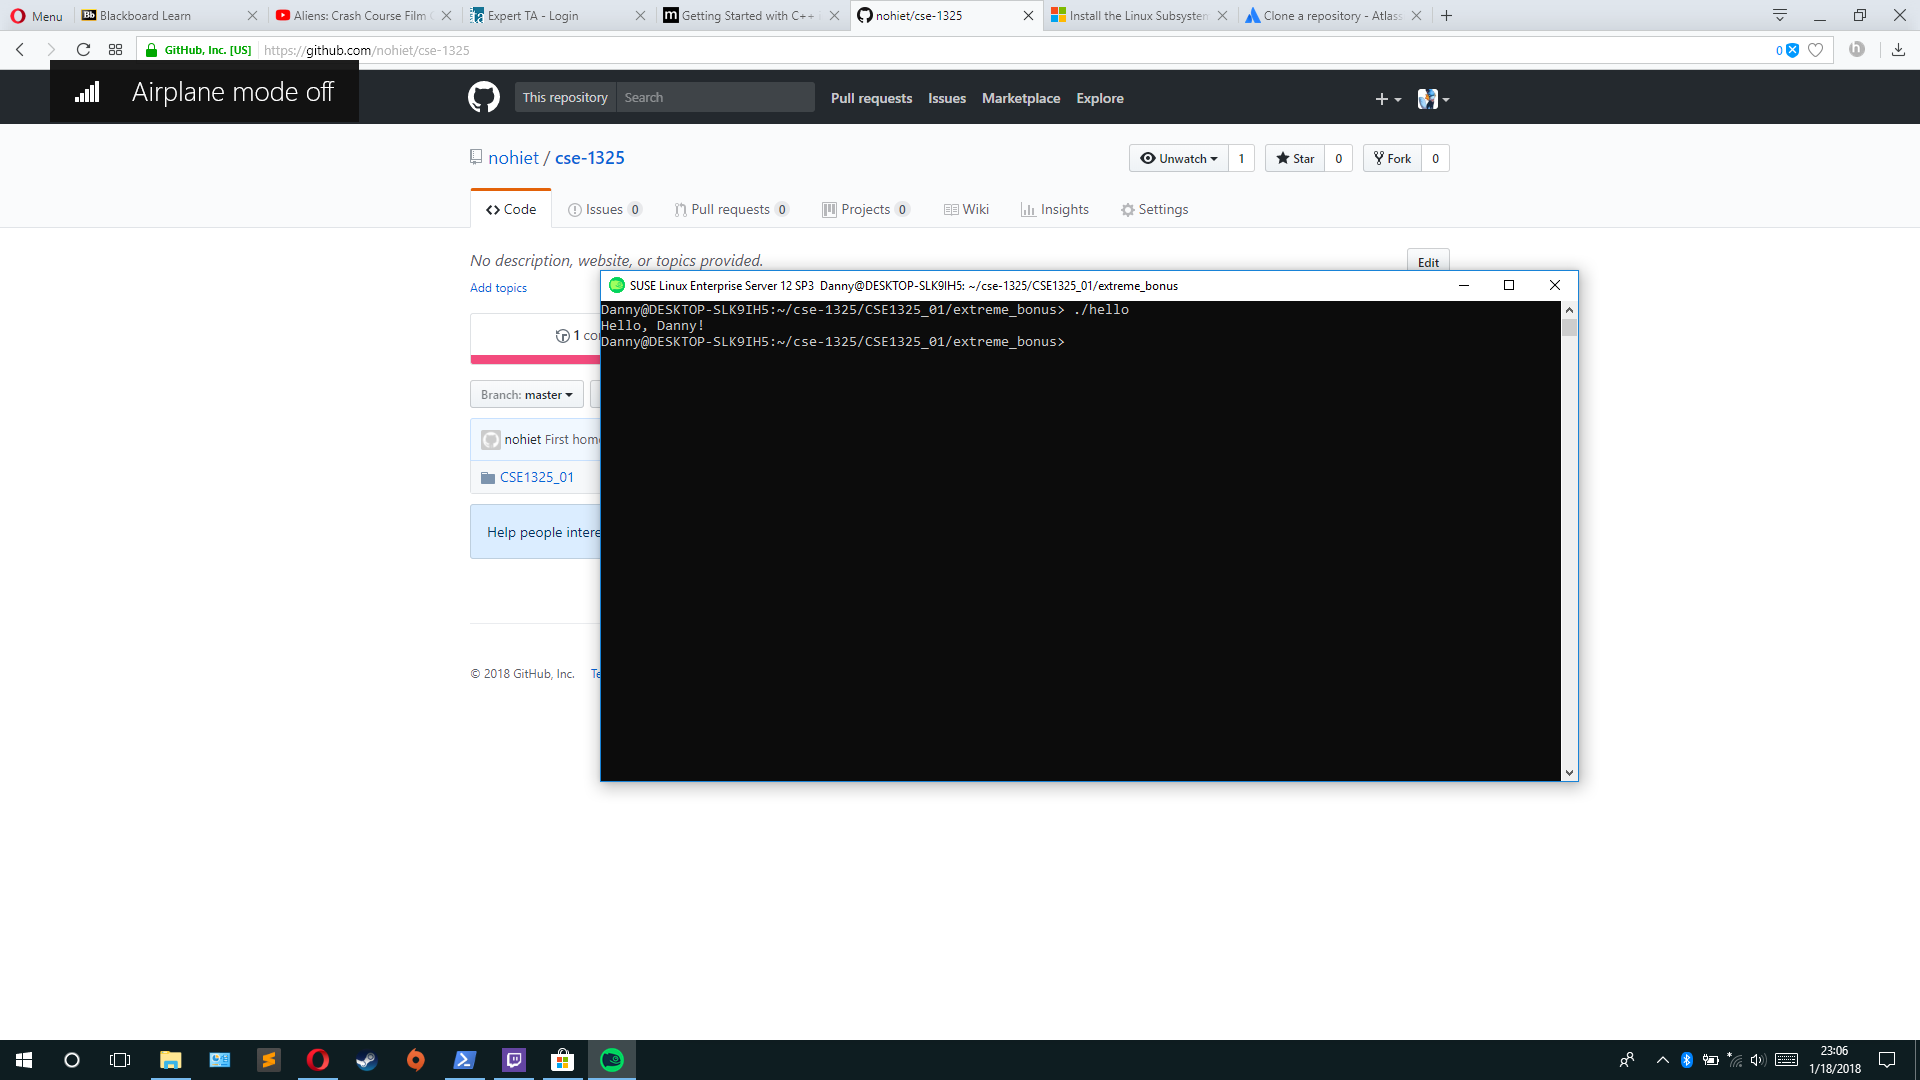 Menu
Blackboard Learn
Aliens: Crash Course Film
Expert TA - Login
Getting Started with C++
nohiet/cse-1325
Install the Linux Subsystem
Clone a repository - Atlass
GitHub, Inc. [US] https://github.com/nohiet/cse-1325
0
Airplane mode off
This repository Search Pull requests Issues Marketplace Explore
nohiet / cse-1325
Unwatch 1 Star 0 Fork 0
Code Issues 0 Pull requests 0 Projects 0 Wiki Insights Settings
No description, website, or topics provided.
Edit
Add topics
SUSE Linux Enterprise Server 12 SP3 Danny@DESKTOP-SLK9IH5: ~/cse-1325/CSE1325_01/extreme_bonus
Danny@DESKTOP-SLK9IH5:~/cse-1325/CSE1325_01/extreme_bonus> ./hello
Hello, Danny!
Danny@DESKTOP-SLK9IH5:~/cse-1325/CSE1325_01/extreme_bonus>
1 co
Branch: master
nohiet First hom
CSE1325_01
Help people intere
© 2018 GitHub, Inc. Te
23:06
1/18/2018